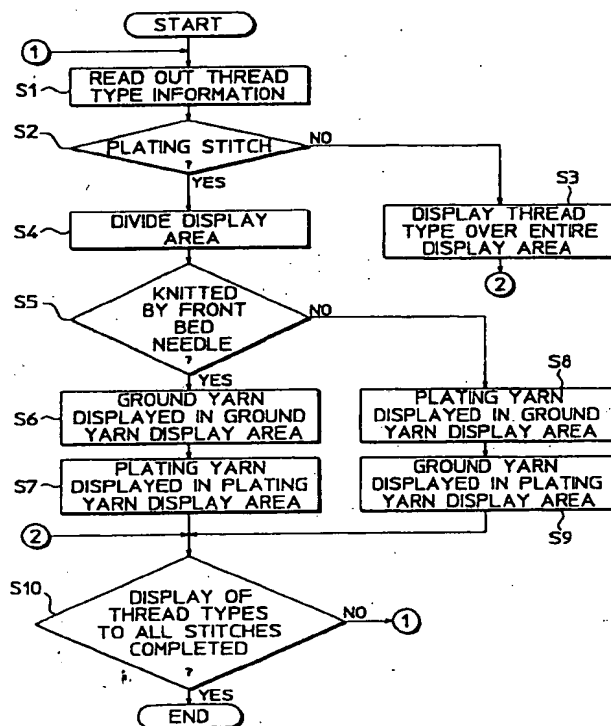 START
1
S1
READ OUT THREAD
TYPE INFORMATION
S2
PLATING STITCH
?
NO
YES
S3
DISPLAY THREAD
TYPE OVER ENTIRE
DISPLAY AREA
2
S4
DIVIDE DISPLAY
AREA
S5
KNITTED
BY FRONT
BED
NEEDLE
?
NO
YES
S6
GROUND YARN
DISPLAYED IN GROUND
YARN DISPLAY AREA
S8
PLATING YARN
DISPLAYED IN GROUND
YARN DISPLAY AREA
S7
PLATING YARN
DISPLAYED IN PLATING
YARN DISPLAY AREA
GROUND YARN
DISPLAYED IN PLATING
YARN DISPLAY AREA
S9
2
S10
DISPLAY OF
THREAD TYPES
TO ALL STITCHES
COMPLETED
?
NO
1
YES
END